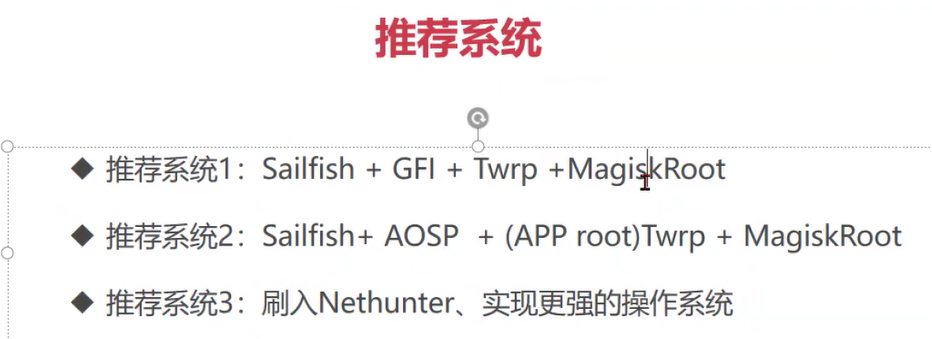 推荐系统
◆ 推荐系统1：Sailfish + GFI + Twrp +MagiskRoot
◆ 推荐系统2：Sailfish+ AOSP + (APP root)Twrp + MagiskRoot
◆ 推荐系统3：刷入Nethunter、实现更强的操作系统